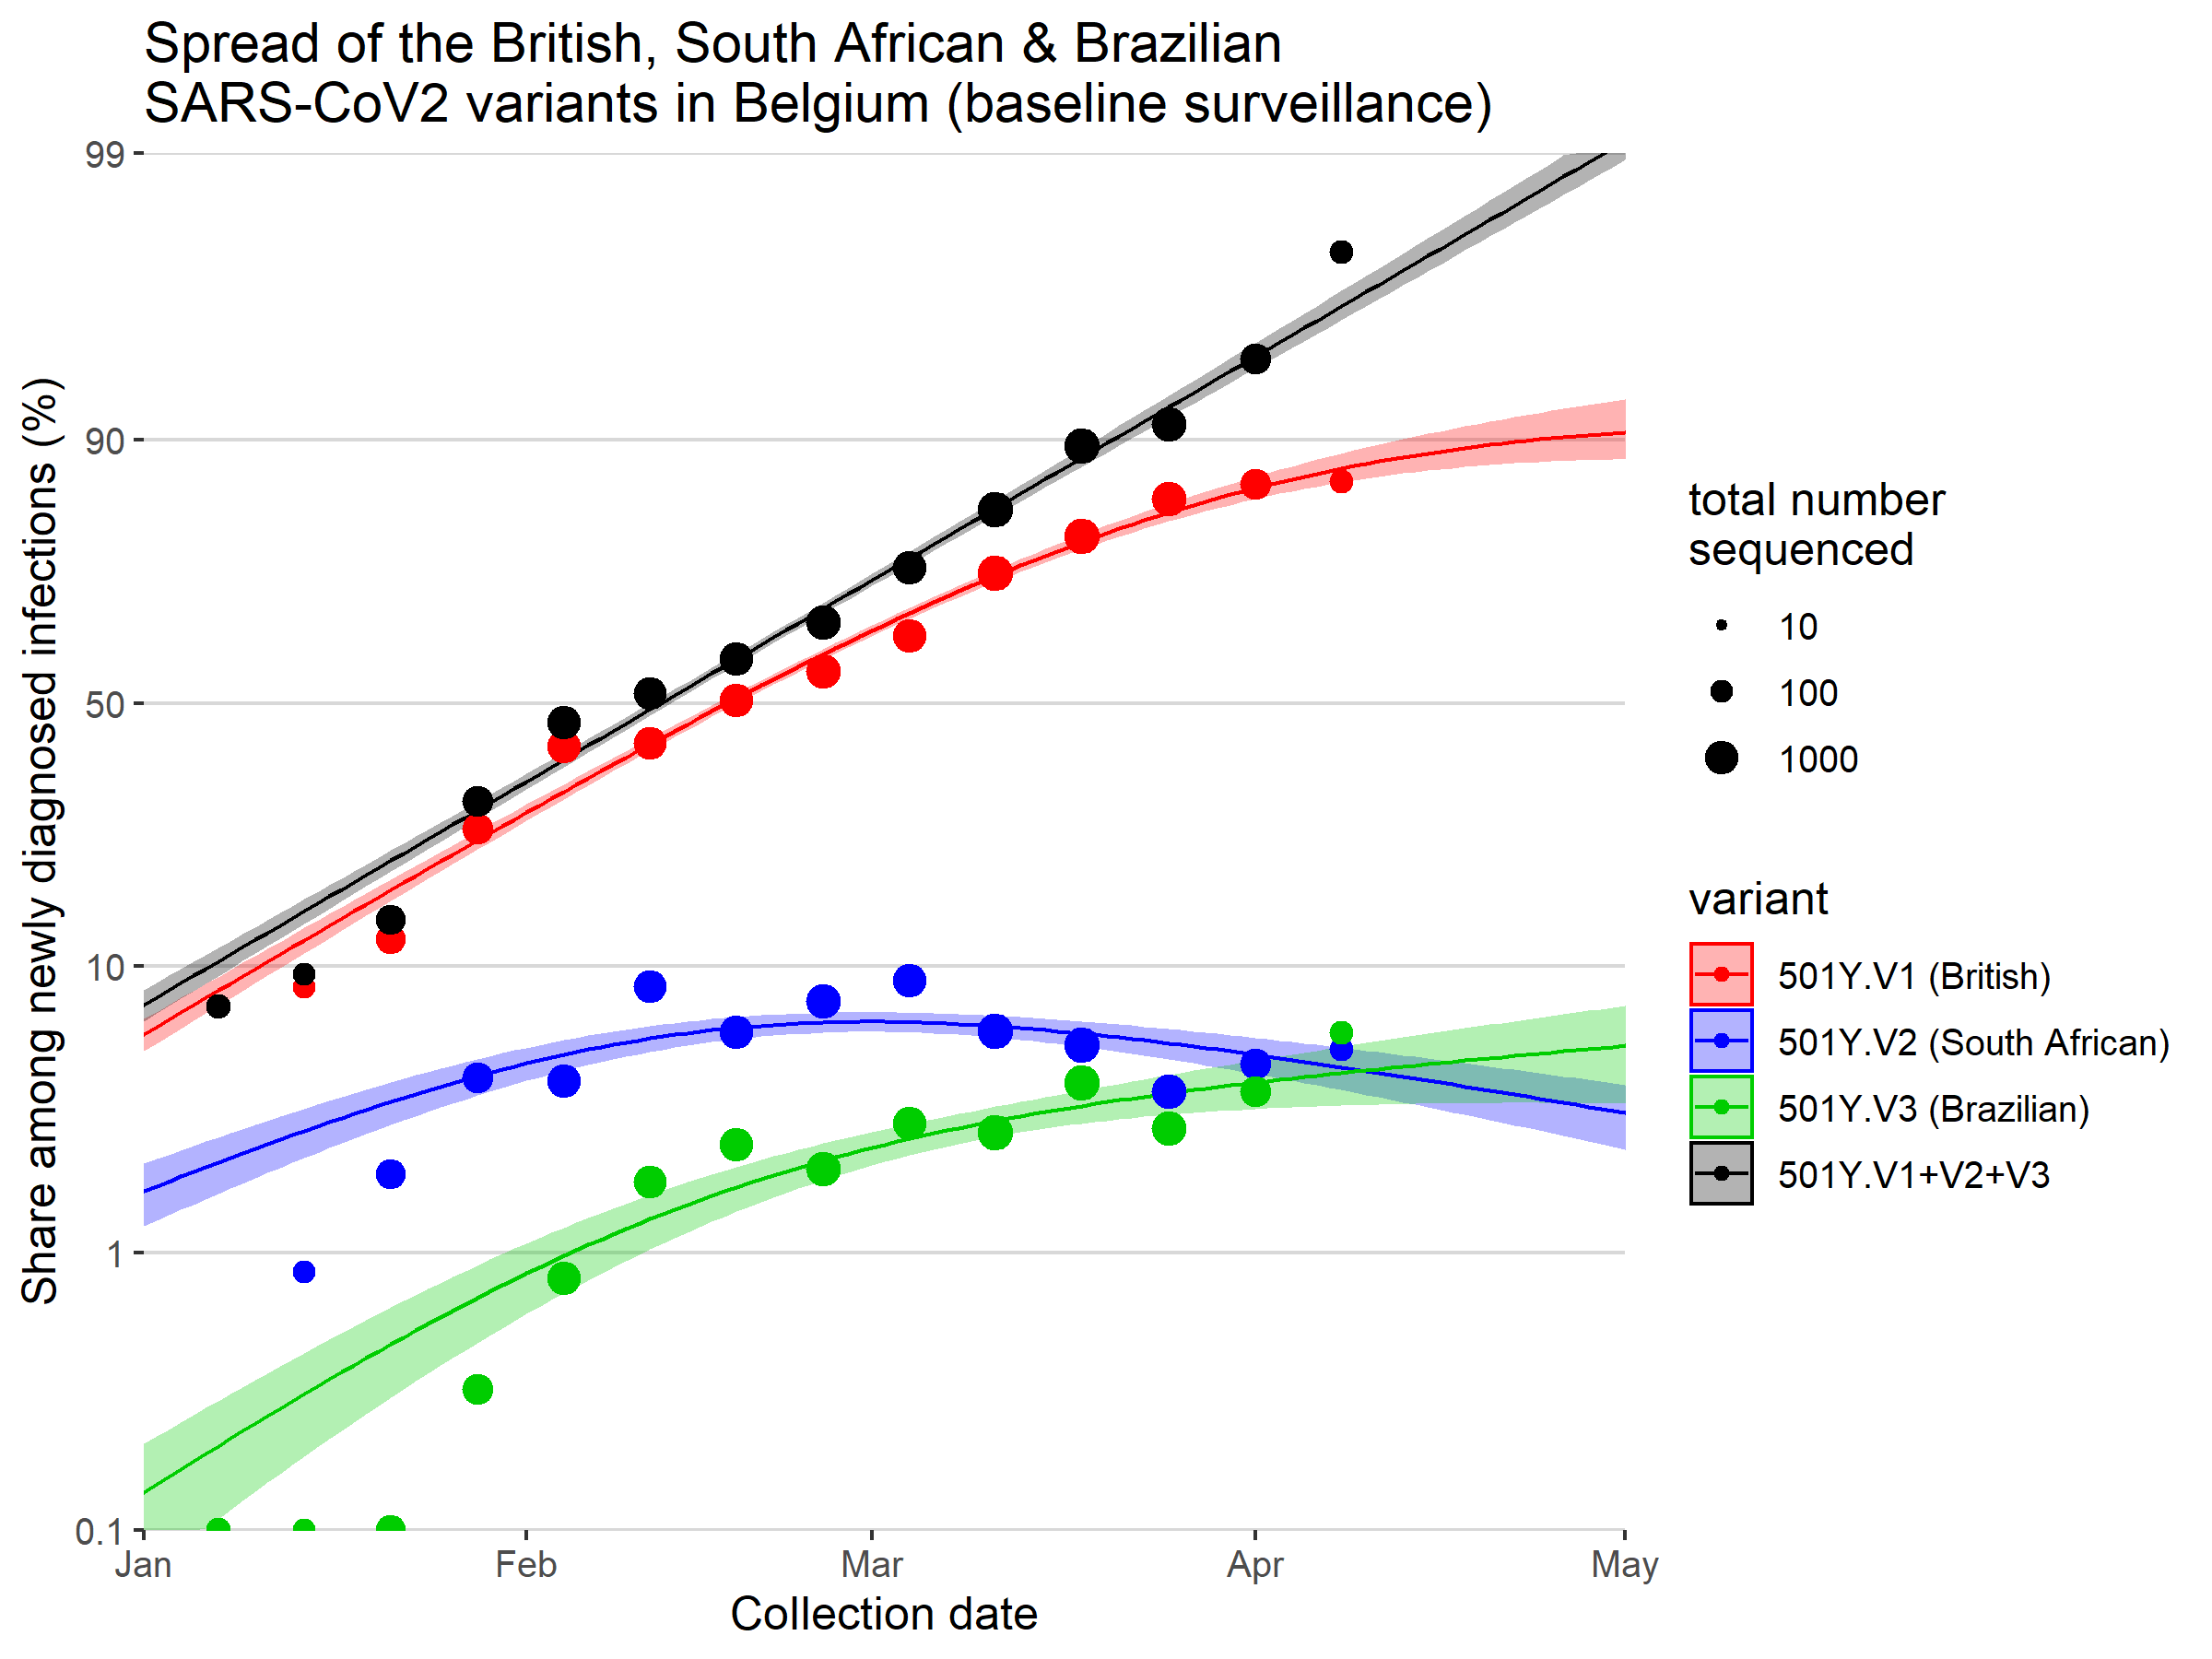 Spread of the British, South African & Brazilian
SARS-CoV2 variants in Belgium (baseline surveillance)
Share among newly diagnosed infections (%)
99
90
50
10
1
0.1
Jan
Feb
Mar
Apr
May
Collection date
total number
sequenced
10
100
1000
variant
501Y.V1 (British)
501Y.V2 (South African)
501Y.V3 (Brazilian)
501Y.V1+V2+V3